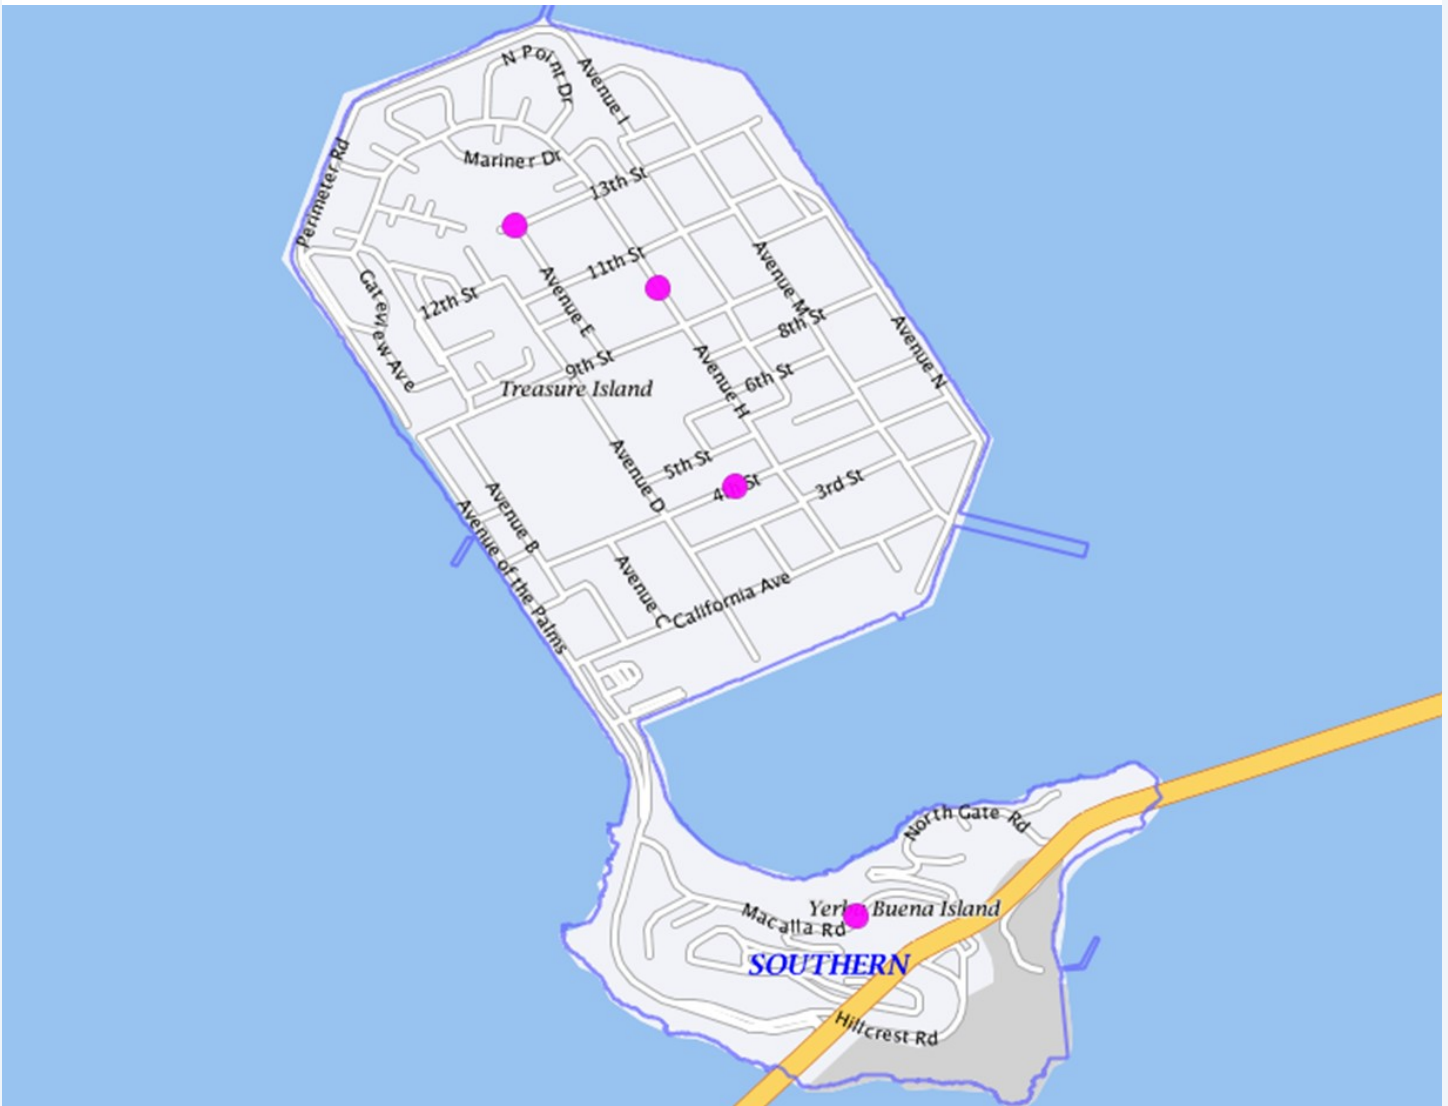 N Point Dr
Avenue I
Mariner Dr
Perimeter Rd
13th St
11th St
Avenue E
Avenue M
12th St
Gateview Ave
8th St
Avenue N
9th St
Avenue H
6th St
Treasure Island
5th St
Avenue D
4th St
3rd St
Avenue B
Avenue of the Palms
Avenue C
California Ave
North Gate Rd
Yerba Buena Island
Macalla Rd
SOUTHERN
Hillcrest Rd